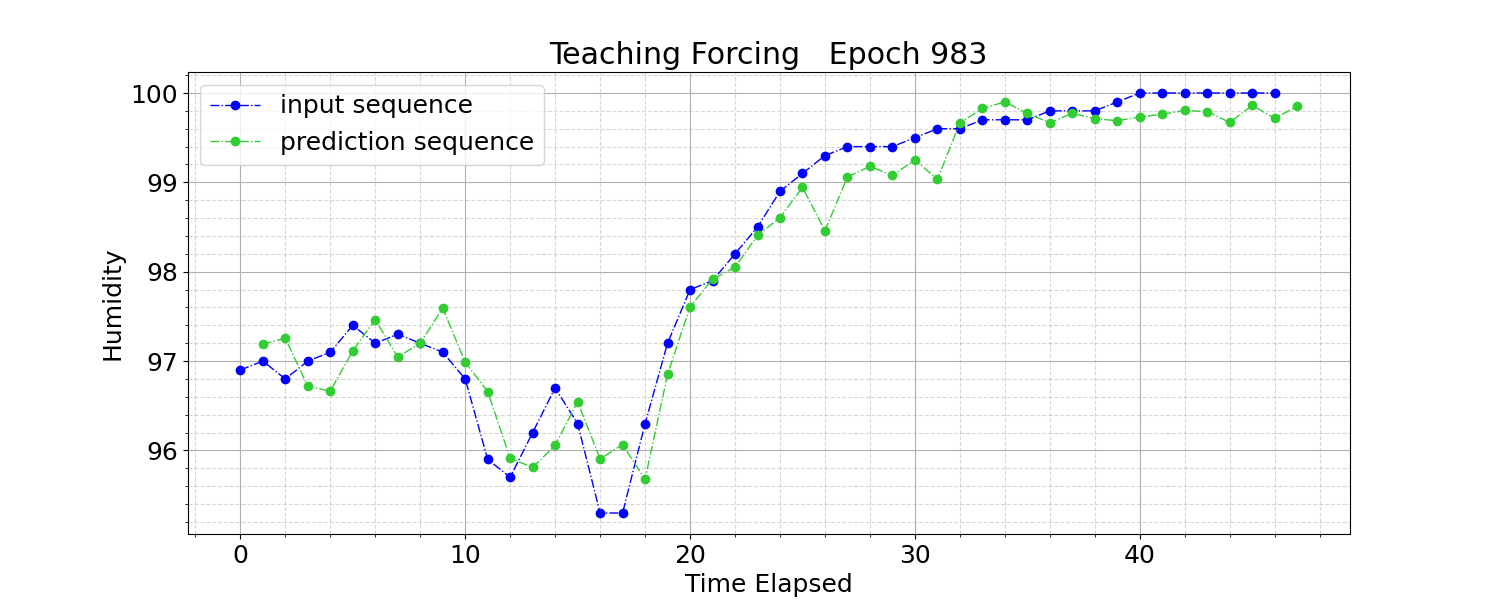 Teaching Forcing   Epoch 983
input sequence
prediction sequence
100
99
98
97
96
Humidity
0 10 20 30 40
Time Elapsed